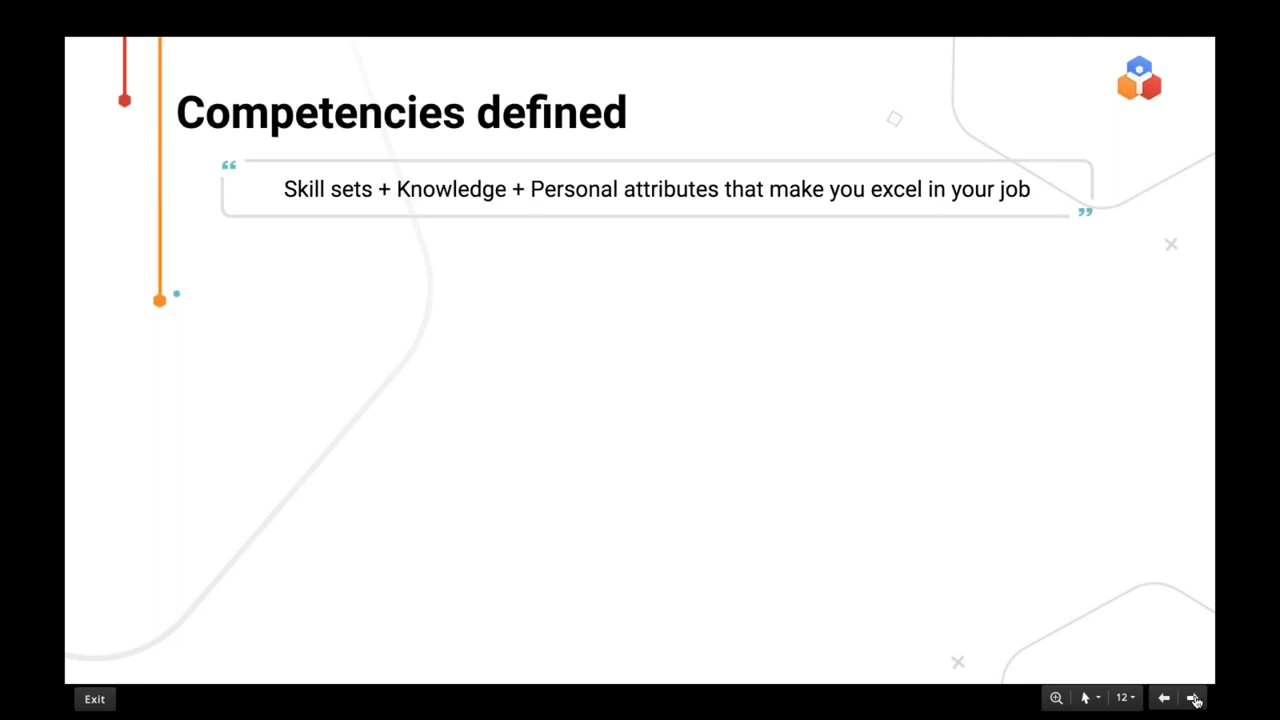 Competencies defined
“
Skill sets + Knowledge + Personal attributes that make you excel in your job
”
Exit
12